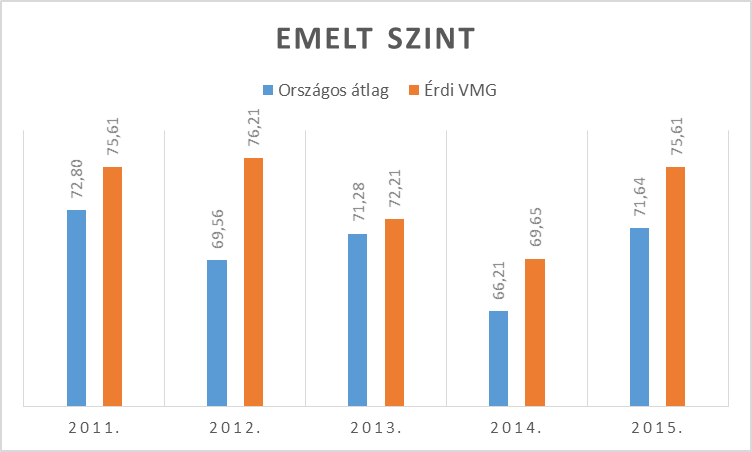 EMELT SZINT
Országos átlag Érdi VMG
72,80 75,61 69,56 76,21 71,28 72,21 66,21 69,65 71,64 75,61
2011. 2012. 2013. 2014. 2015.